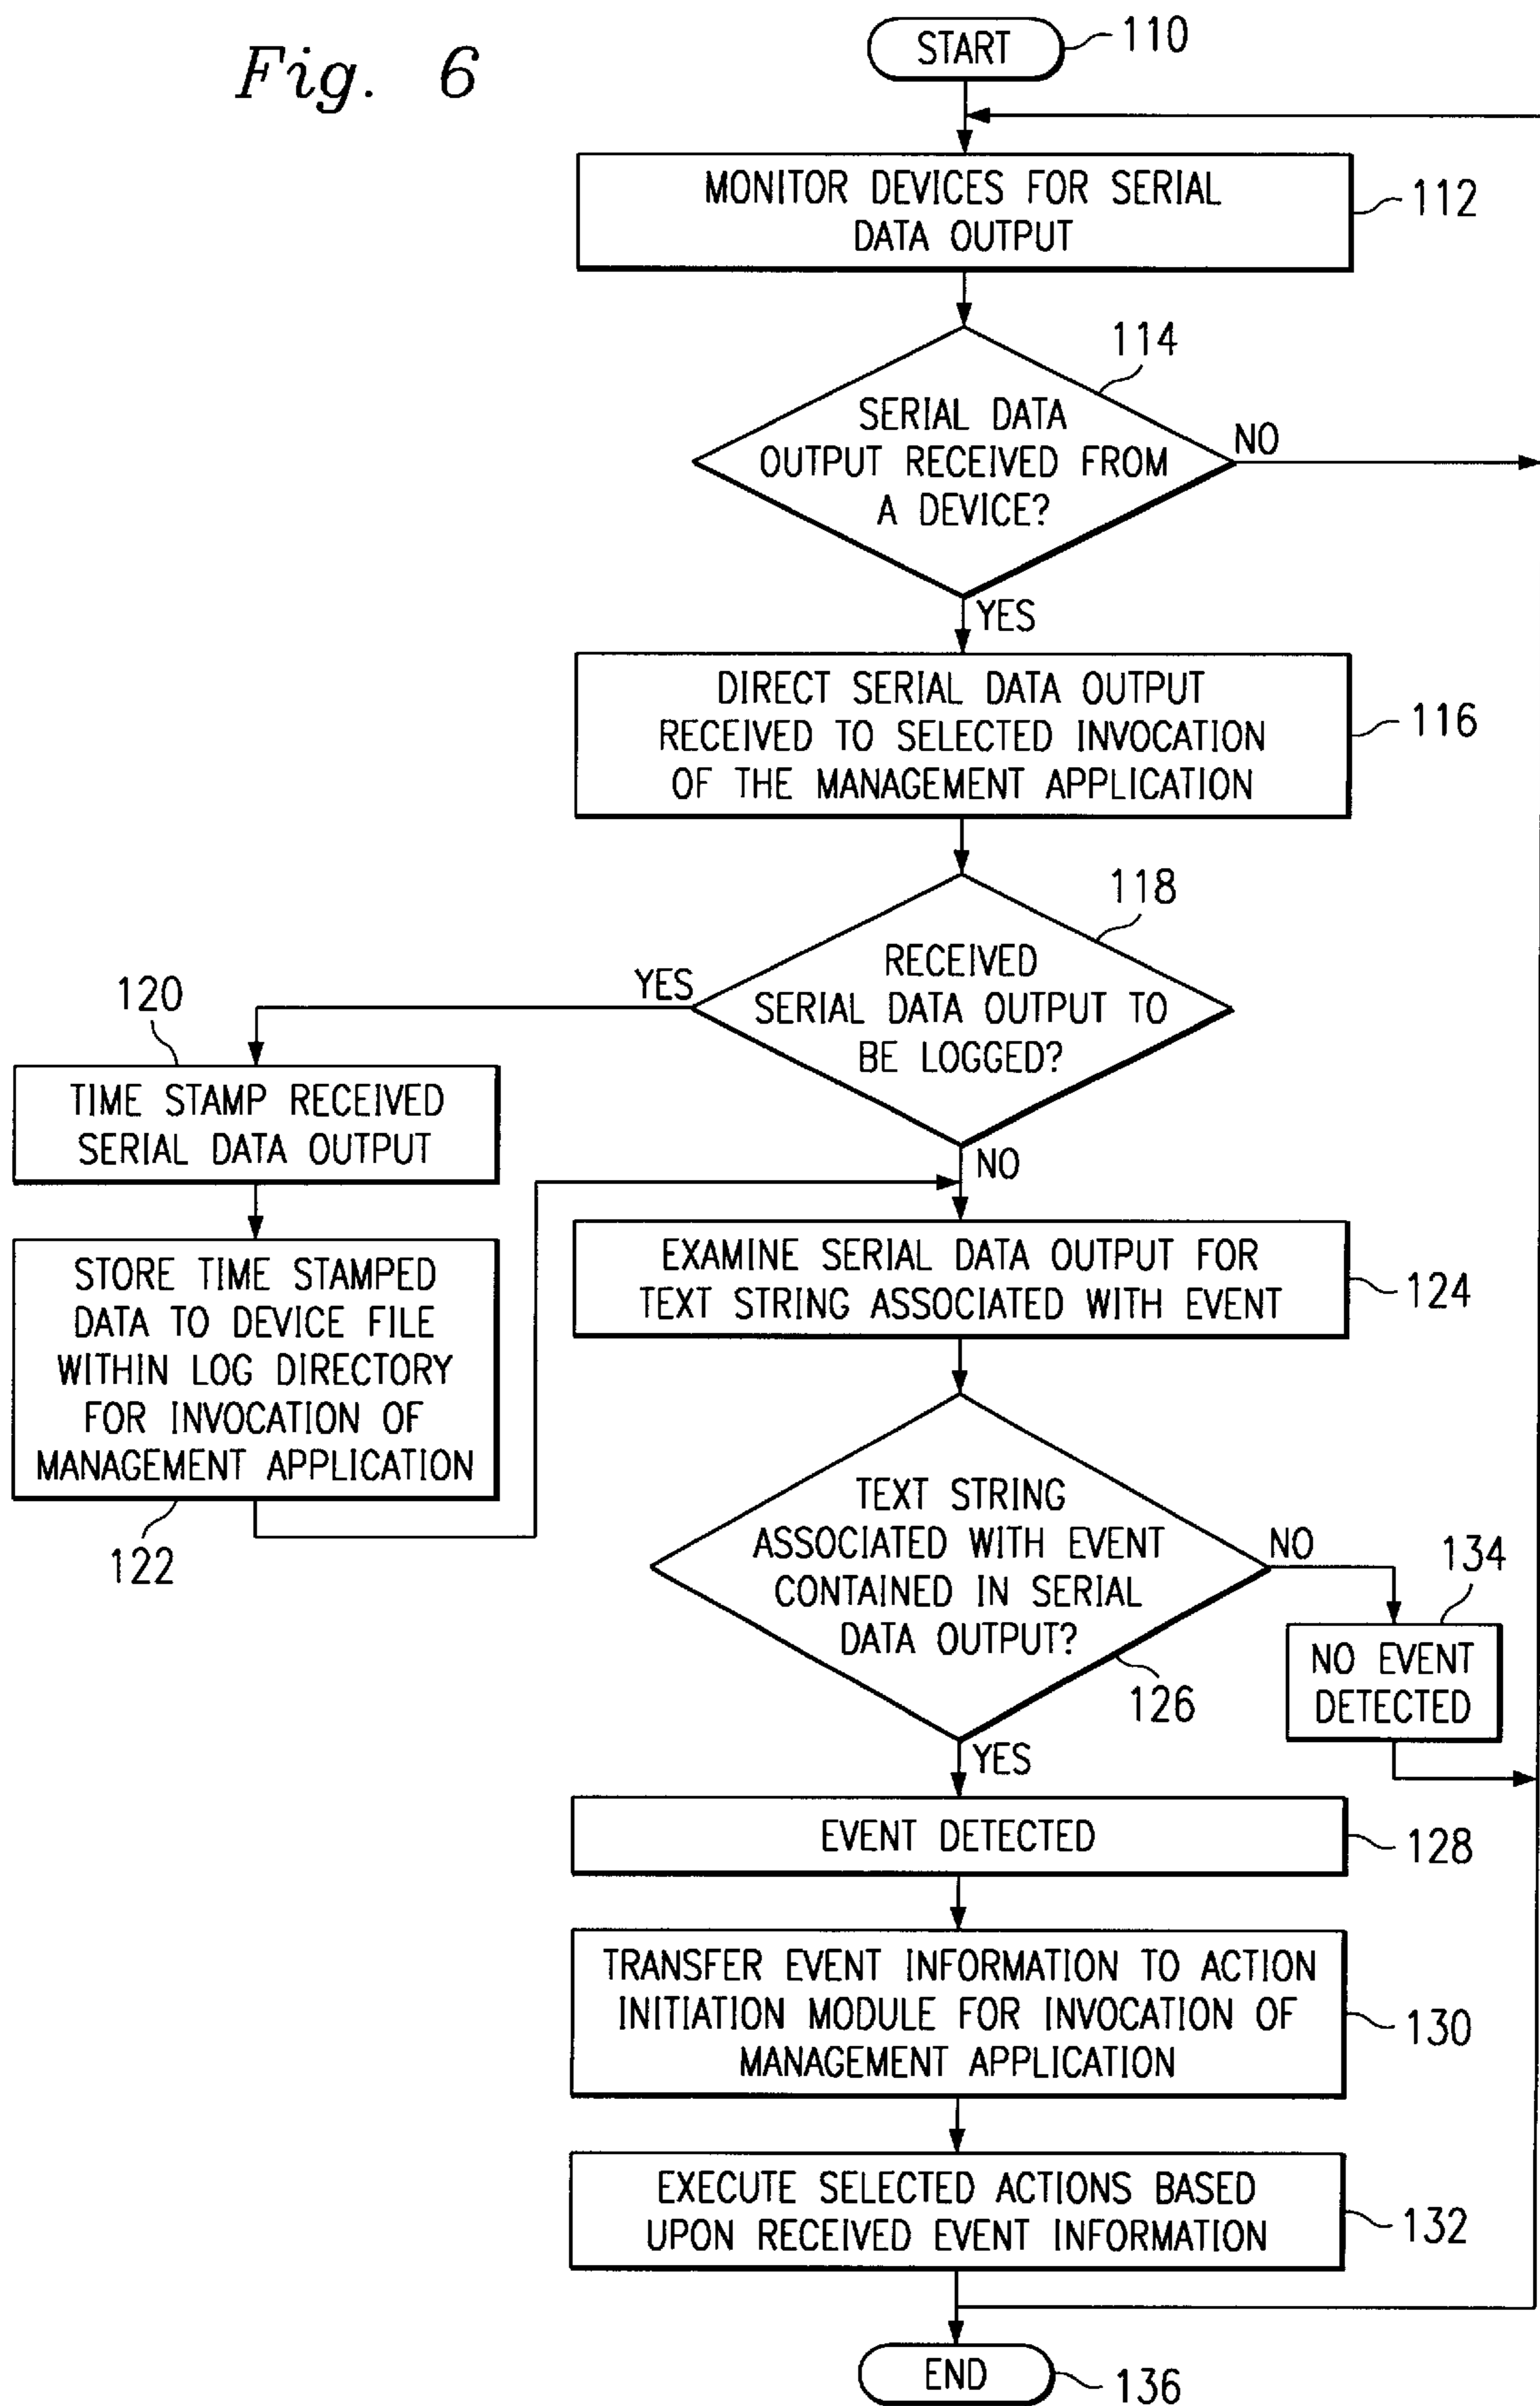 Fig. 6
START
110
MONITOR DEVICES FOR SERIAL
DATA OUTPUT
112
114
SERIAL DATA
OUTPUT RECEIVED FROM
A DEVICE?
NO
YES
DIRECT SERIAL DATA OUTPUT
RECEIVED TO SELECTED INVOCATION
OF THE MANAGEMENT APPLICATION
116
118
RECEIVED
SERIAL DATA OUTPUT TO
BE LOGGED?
YES
NO
120
TIME STAMP RECEIVED
SERIAL DATA OUTPUT
STORE TIME STAMPED
DATA TO DEVICE FILE
WITHIN LOG DIRECTORY
FOR INVOCATION OF
MANAGEMENT APPLICATION
122
EXAMINE SERIAL DATA OUTPUT FOR
TEXT STRING ASSOCIATED WITH EVENT
124
TEXT STRING
ASSOCIATED WITH EVENT
CONTAINED IN SERIAL
DATA OUTPUT?
126
NO
134
NO EVENT
DETECTED
YES
EVENT DETECTED
128
TRANSFER EVENT INFORMATION TO ACTION
INITIATION MODULE FOR INVOCATION OF
MANAGEMENT APPLICATION
130
EXECUTE SELECTED ACTIONS BASED
UPON RECEIVED EVENT INFORMATION
132
END
136